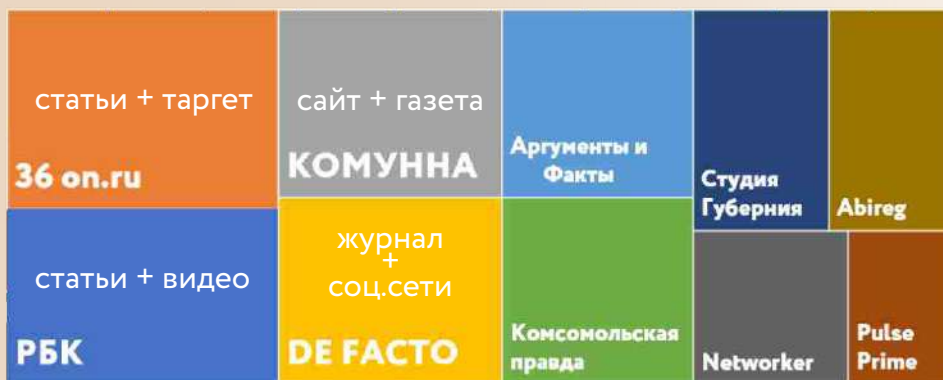 статьи + таргет
36 on.ru
сайт + газета
КОМУННА
Аргументы и
Факты
Студия
Губерния
Abireg
статьи + видео
РБК
журнал
+
соц.сети
DE FACTO
Комсомольская
правда
Networker
Pulse
Prime